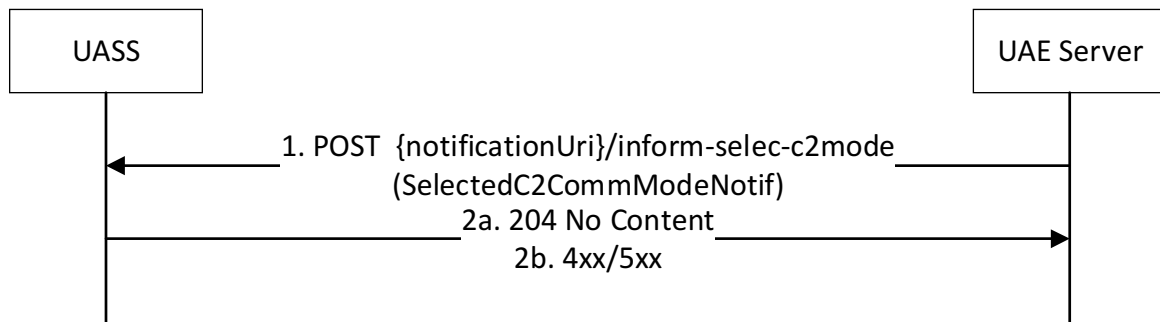 UASS
UAE Server
1. POST {notificationUri}/inform-selec-c2mode
(SelectedC2CommModeNotif)
2a. 204 No Content
2b. 4xx/5xx